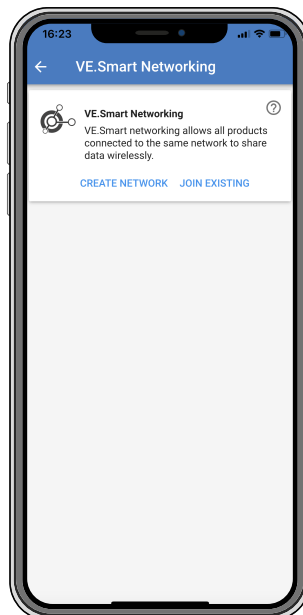 16:23
VE.Smart Networking
VE.Smart Networking
VE.Smart networking allows all products
connected to the same network to share
data wirelessly.
CREATE NETWORK JOIN EXISTING